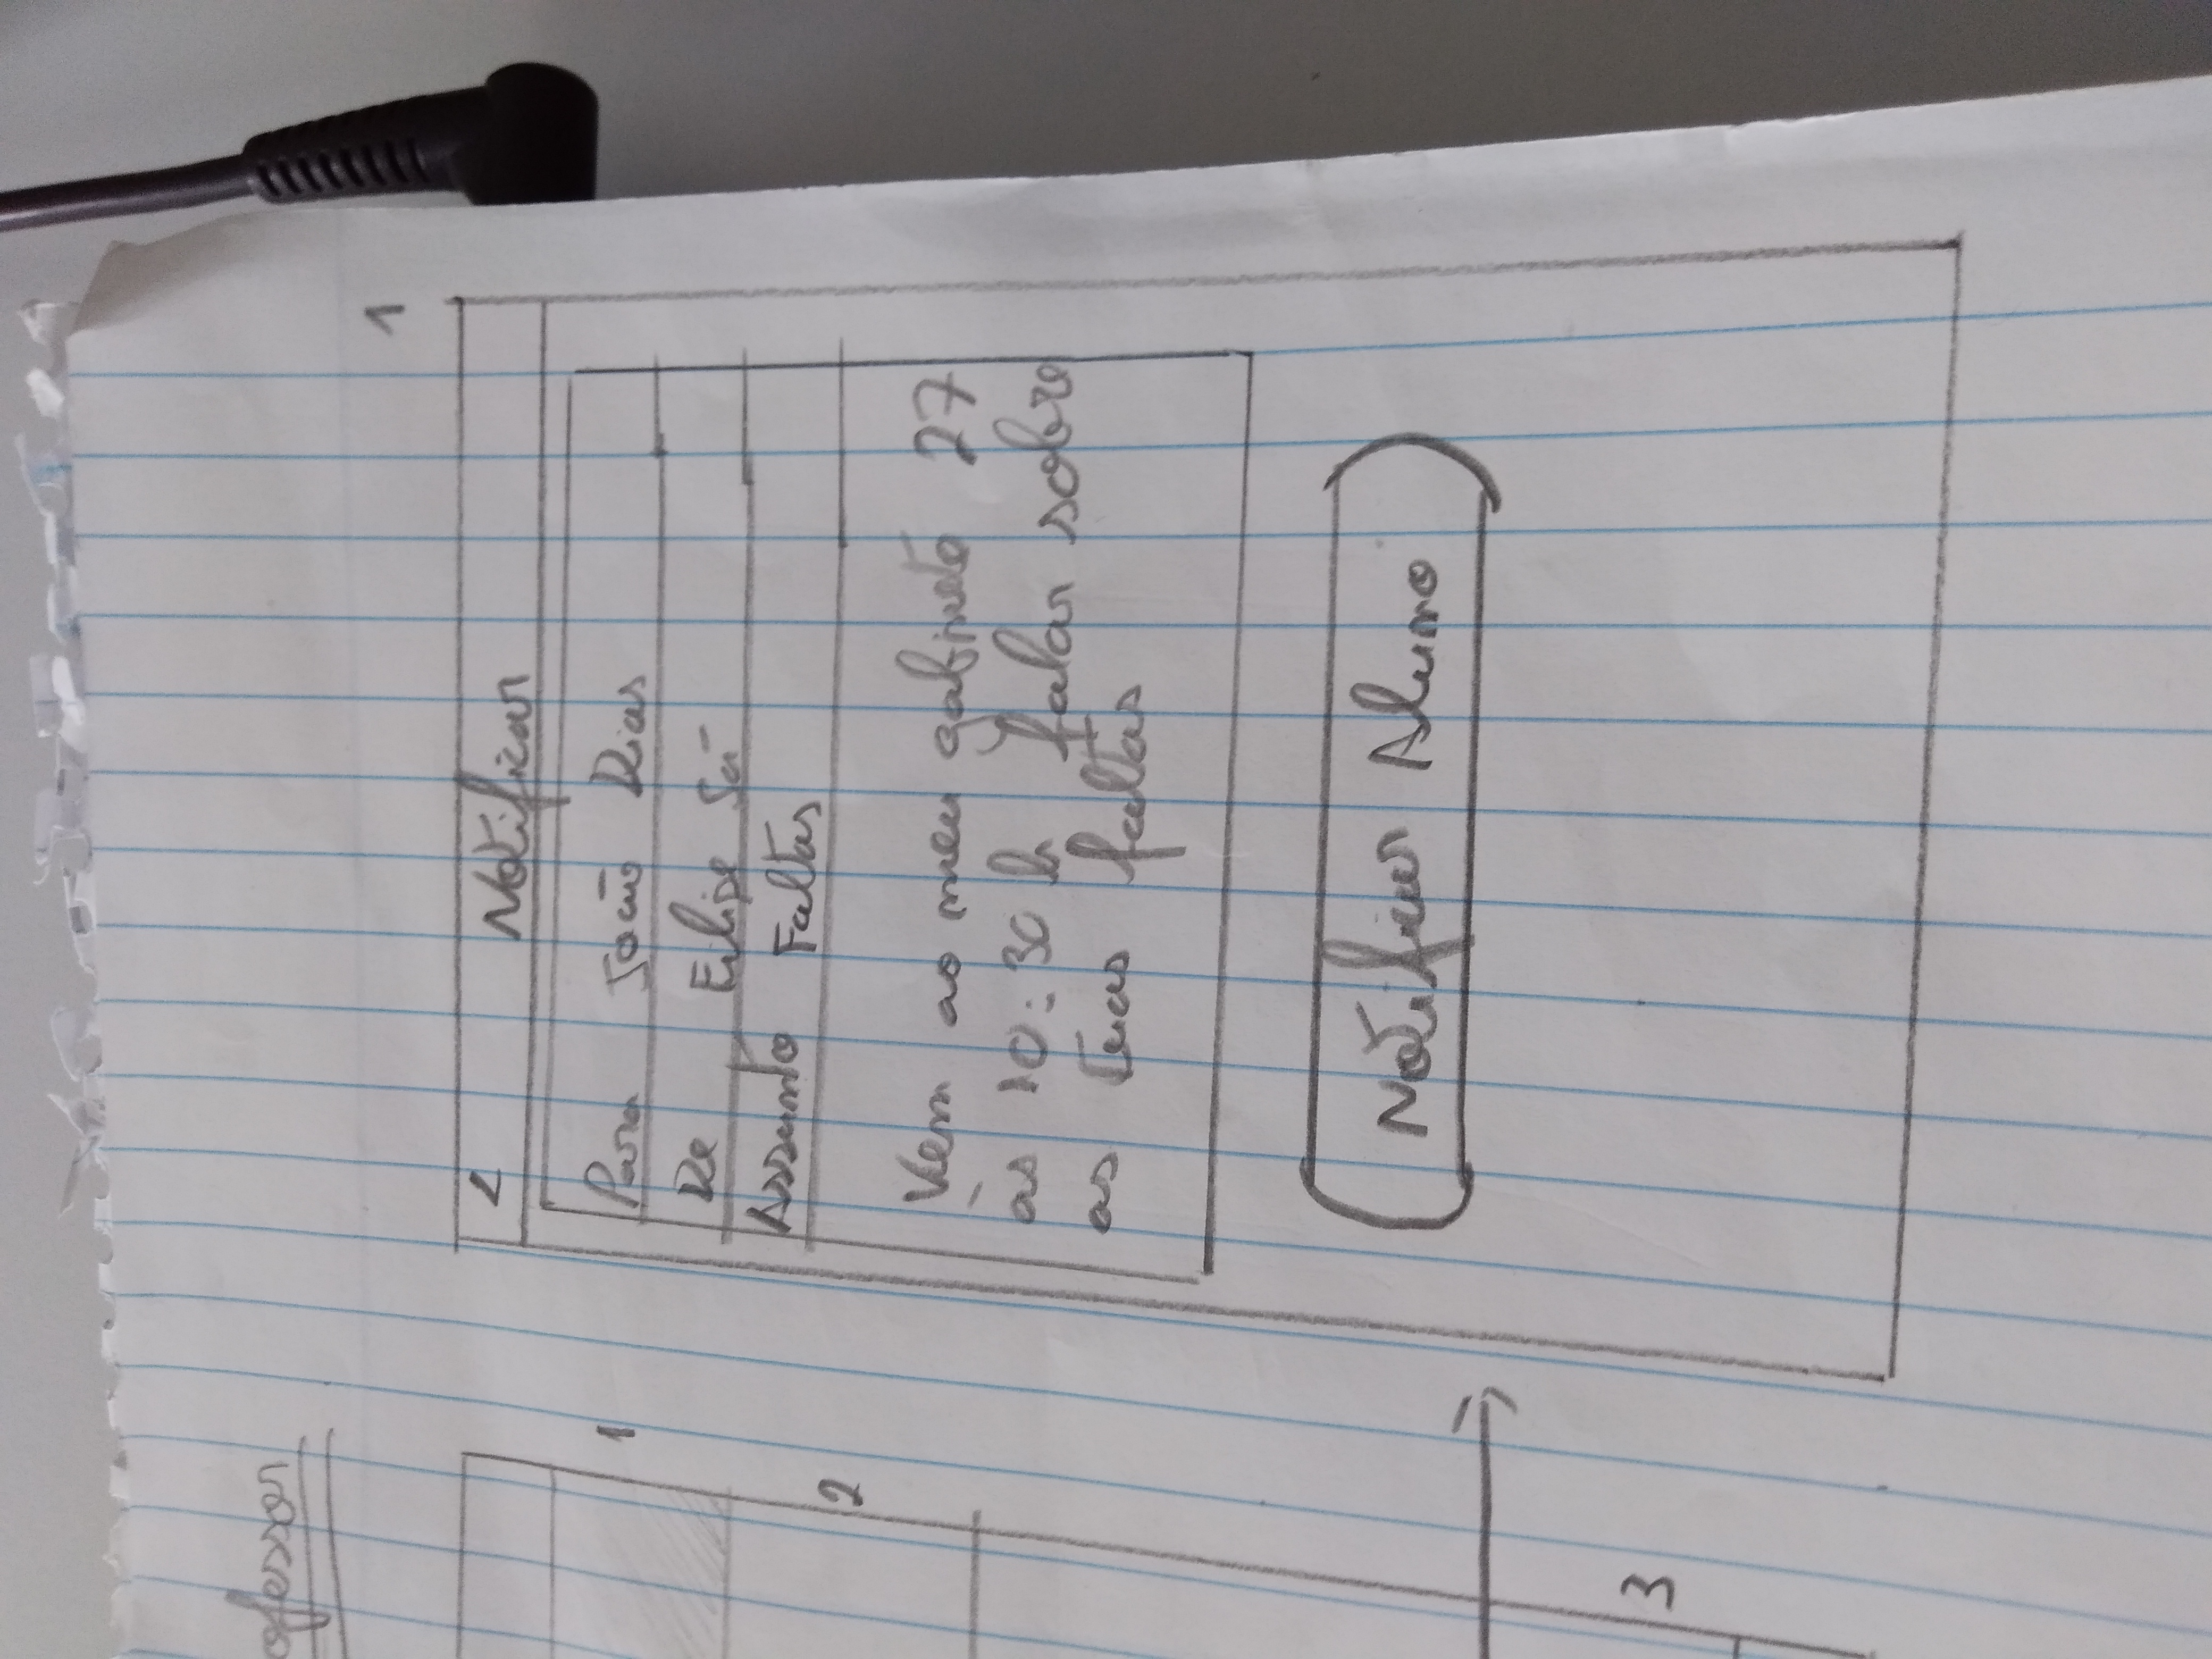 1
Notificar
Para João Dias
De Filipe Sá
Assunto Faltas
Vem ao meu gabinete 27
às 10:30 h falar sobre
as tuas faltas
Notificar Aluno
ofessor
1
2
3